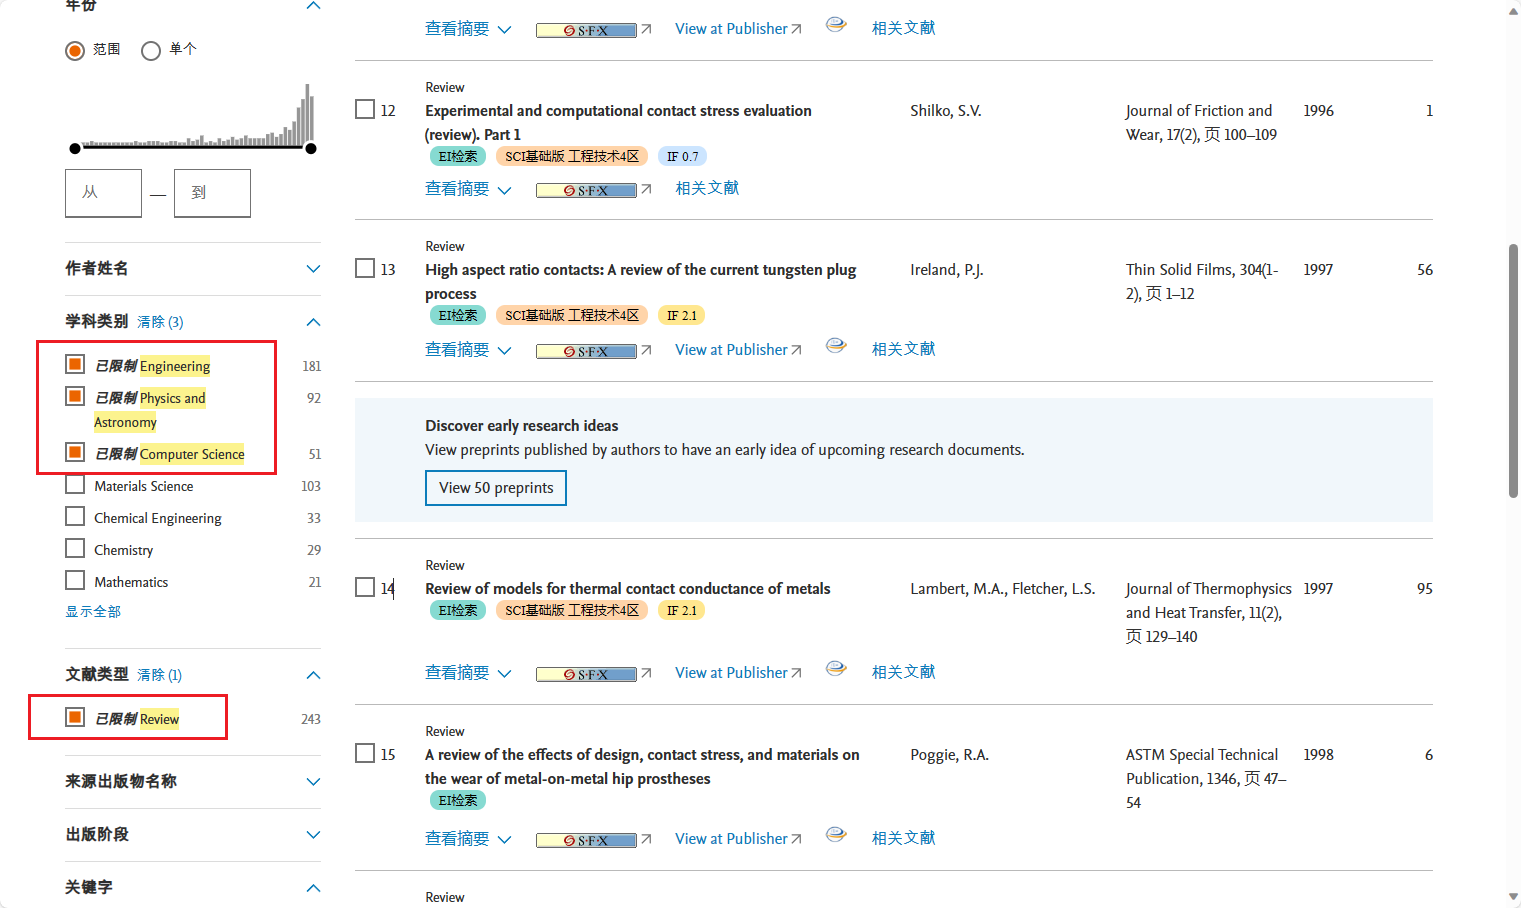 年份
范围
单个
从
—
到
作者姓名
学科类别 清除 (3)
已限制 Engineering 181
已限制 Physics and 92
Astronomy
已限制 Computer Science 51
Materials Science 103
Chemical Engineering 33
Chemistry 29
Mathematics 21
显示全部
文献类型 清除 (1)
已限制 Review 243
来源出版物名称
出版阶段
关键字
查看摘要 S·F·X View at Publisher 相关文献
Review
12 Experimental and computational contact stress evaluation Shilko, S.V. Journal of Friction and 1996 1
(review). Part 1 Wear, 17(2), 页 100–109
EI检索 SCI基础版 工程技术4区 IF 0.7
查看摘要 S·F·X 相关文献
Review
13 High aspect ratio contacts: A review of the current tungsten plug Ireland, P.J. Thin Solid Films, 304(1- 1997 56
process 2), 页 1–12
EI检索 SCI基础版 工程技术4区 IF 2.1
查看摘要 S·F·X View at Publisher 相关文献
Discover early research ideas
View preprints published by authors to have an early idea of upcoming research documents.
View 50 preprints
Review
14 Review of models for thermal contact conductance of metals Lambert, M.A., Fletcher, L.S. Journal of Thermophysics 1997 95
EI检索 SCI基础版 工程技术4区 IF 2.1 and Heat Transfer, 11(2),
页 129–140
查看摘要 S·F·X View at Publisher 相关文献
Review
15 A review of the effects of design, contact stress, and materials on Poggie, R.A. ASTM Special Technical 1998 6
the wear of metal-on-metal hip prostheses Publication, 1346, 页 47–
EI检索 54
查看摘要 S·F·X View at Publisher 相关文献
Review